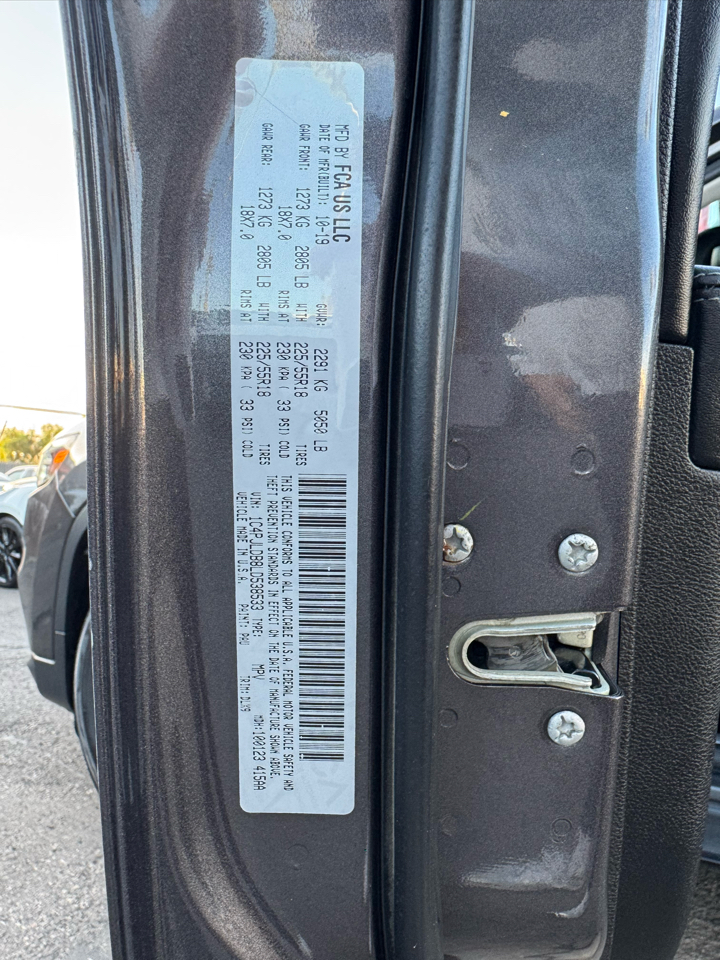 MFD BY FCA US LLC
DATE OF MFR(BUILT): 10-19 GVWR: 2291 KG 5050 LB
GAWR FRONT: 1273 KG 2805 LB WITH 225/55R18 TIRES
18X7.0 RIMS AT 230 KPA ( 33 PSI) COLD
GAWR REAR: 1273 KG 2805 LB WITH 225/55R18 TIRES
18X7.0 RIMS AT 230 KPA ( 33 PSI) COLD
THIS VEHICLE CONFORMS TO ALL APPLICABLE U.S.A. FEDERAL MOTOR VEHICLE SAFETY AND
THEFT PREVENTION STANDARDS IN EFFECT ON THE DATE OF MANUFACTURE SHOWN ABOVE.
VIN: 1C4PJLDB8LD538533 TYPE: MPV MDH:100123 415AA
VEHICLE MADE IN U.S.A. PAINT: PAU TRIM: DLX9